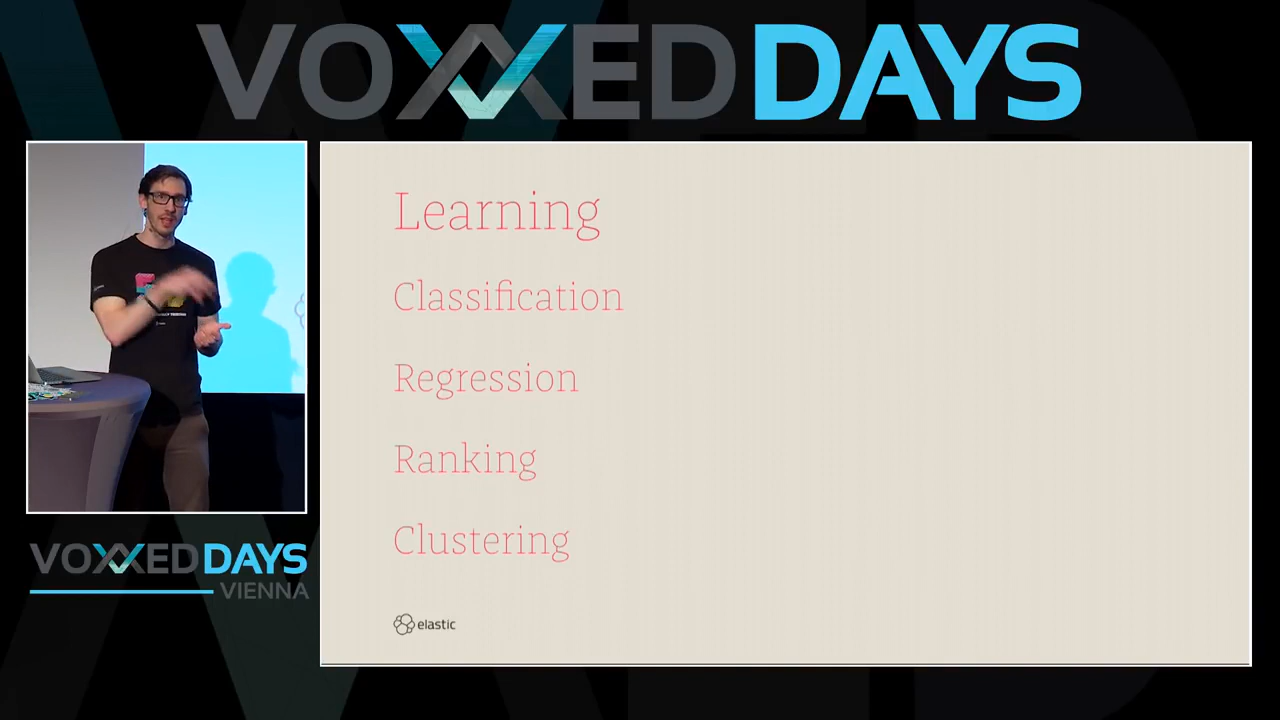 VOXXED DAYS
Learning
Classification
Regression
Ranking
Clustering
elastic
VOXXED DAYS
VIENNA